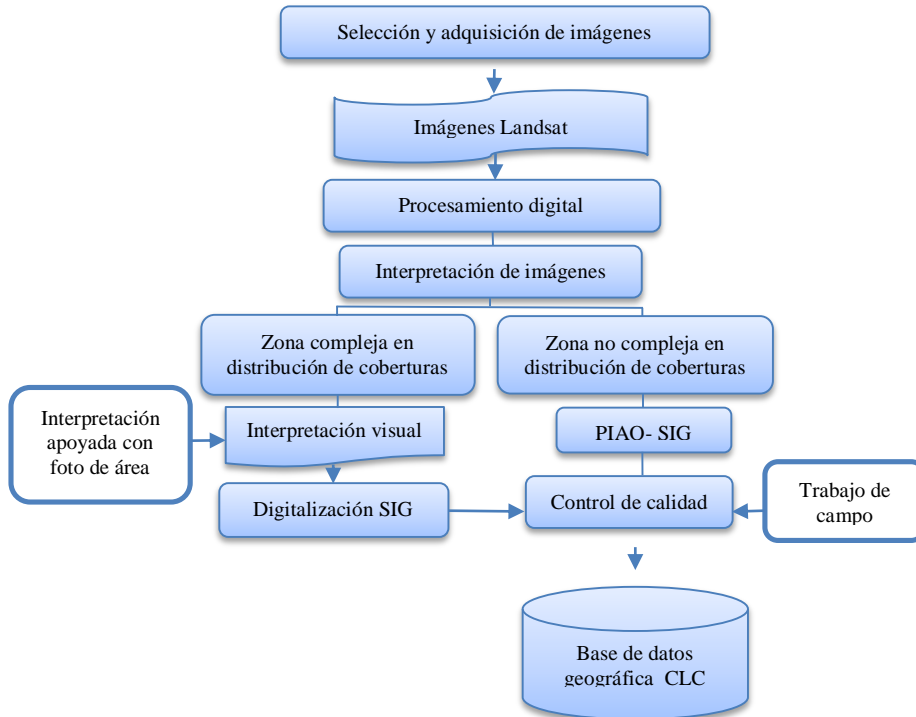 Selección y adquisición de imágenes
Imágenes Landsat
Procesamiento digital
Interpretación de imágenes
Zona compleja en
distribución de coberturas
Zona no compleja en
distribución de coberturas
Interpretación
apoyada con
foto de área
Interpretación visual
PIAO- SIG
Digitalización SIG
Control de calidad
Trabajo de
campo
Base de datos
geográfica CLC